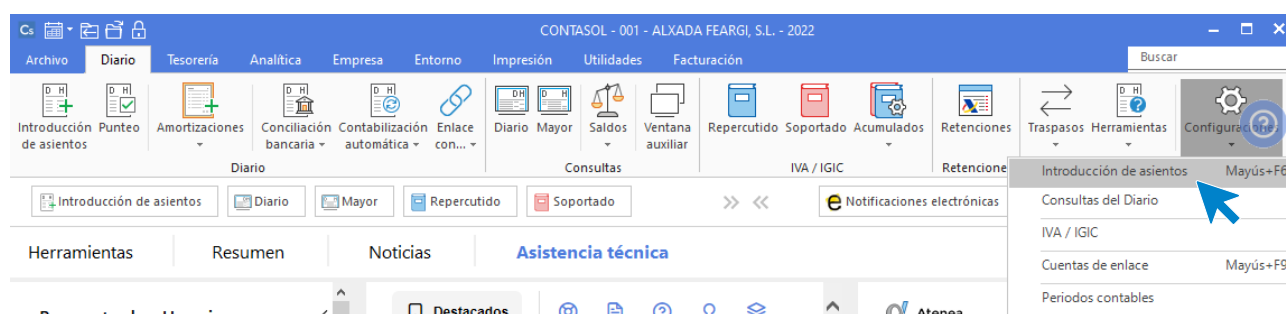 Cs
CONTASOL - 001 - ALXADA FEARGI, S.L. - 2022
Archivo Diario Tesorería Analítica Empresa Entorno Impresión Utilidades Facturación Buscar
Introducción de asientos Punteo Amortizaciones Conciliación bancaria Contabilización automática Enlace con... Diario Mayor Saldos Ventana auxiliar Repercutido Soportado Acumulados Retenciones Traspasos Herramientas Configuraciones
Diario Consultas IVA / IGIC Retencione
Introducción de asientos Diario Mayor Repercutido Soportado Notificaciones electrónicas
Introducción de asientos Mayús+F6
Consultas del Diario
IVA / IGIC
Cuentas de enlace Mayús+F9
Periodos contables
Herramientas Resumen Noticias Asistencia técnica
Destacados
Atenea